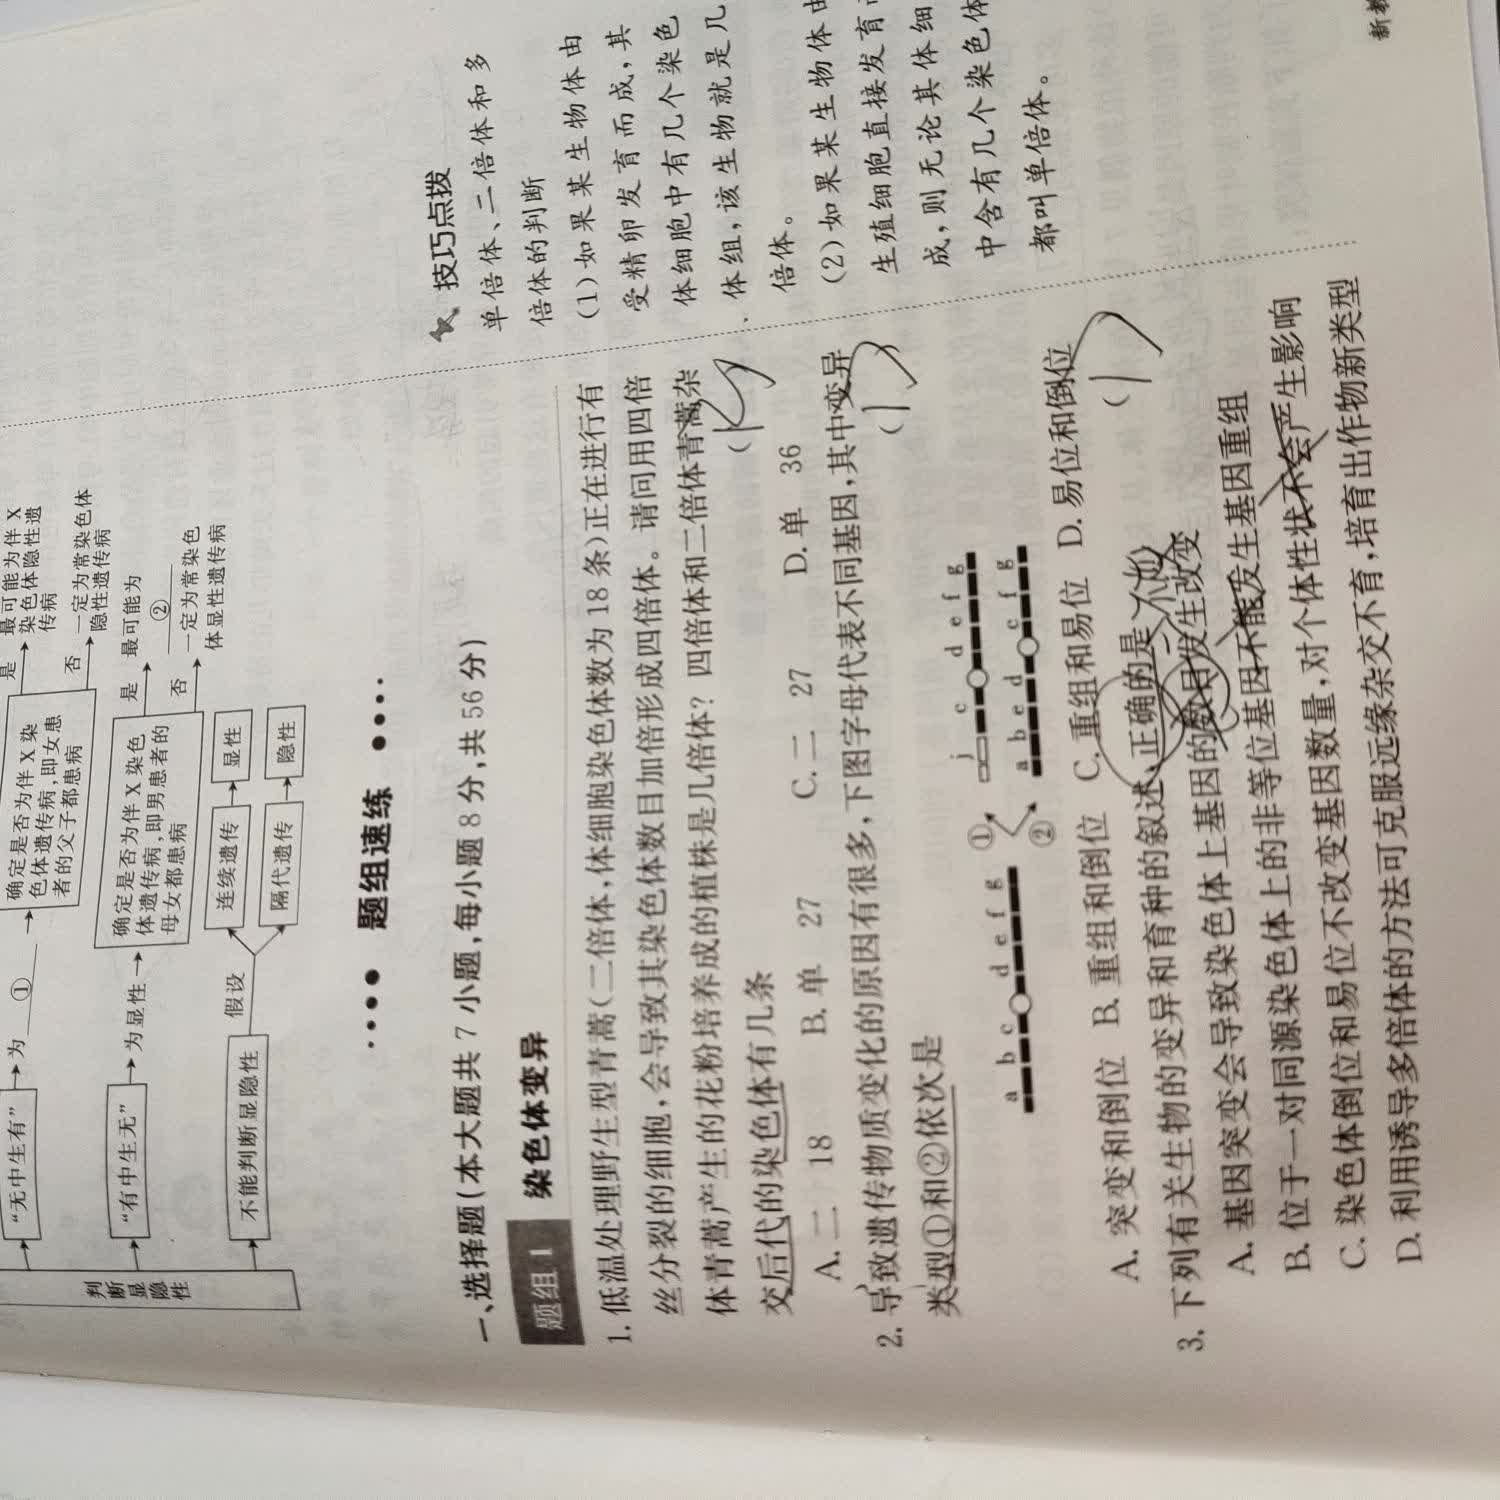 判断显隐性
“无中生有”
为
①
确定是否为伴 X 染
色体遗传病,即女患
者的父子都患病
是
最可能为伴 X
染色体隐性遗
传病
否
一定为常染色体
隐性遗传病
“有中生无”
为显性
确定是否为伴 X 染色
体遗传病,即男患者的
母女都患病
是
最可能为
②
否
一定为常染色
体显性遗传病
不能判断显隐性
假设
连续遗传
显性
隔代遗传
隐性
题组速练
一、选择题(本大题共 7 小题,每小题 8 分,共 56 分)
题组 1 染色体变异
1. 低温处理野生型青蒿(二倍体,体细胞染色体数为 18 条)正在进行有
丝分裂的细胞,会导致其染色体数目加倍形成四倍体。请问用四倍
体青蒿产生的花粉培养成的植株是几倍体?四倍体和二倍体青蒿杂
交后代的染色体有几条 (
A. 二 18 B. 单 27 C. 二 27 D. 单 36
2. 导致遗传物质变化的原因有很多,下图字母代表不同基因,其中变异
类型①和②依次是 (
a b c d e f g
①
②
j c d e f g
a b e d c f g
A. 突变和倒位 B. 重组和倒位 C. 重组和易位 D. 易位和倒位
3. 下列有关生物的变异和育种的叙述,正确的是 (
A. 基因突变会导致染色体上基因的数目发生改变
B. 位于一对同源染色体上的非等位基因不能发生基因重组
C. 染色体倒位和易位不改变基因数量,对个体性状不会产生影响
D. 利用诱导多倍体的方法可克服远缘杂交不育,培育出作物新类型
技巧点拨
单倍体、二倍体和多
倍体的判断
(1)如果某生物体由
受精卵发育而成,其
体细胞中有几个染色
体组,该生物就是几
倍体。
(2)如果某生物体由
生殖细胞直接发育
成,则无论其体细
中含有几个染色体
都叫单倍体。
新教